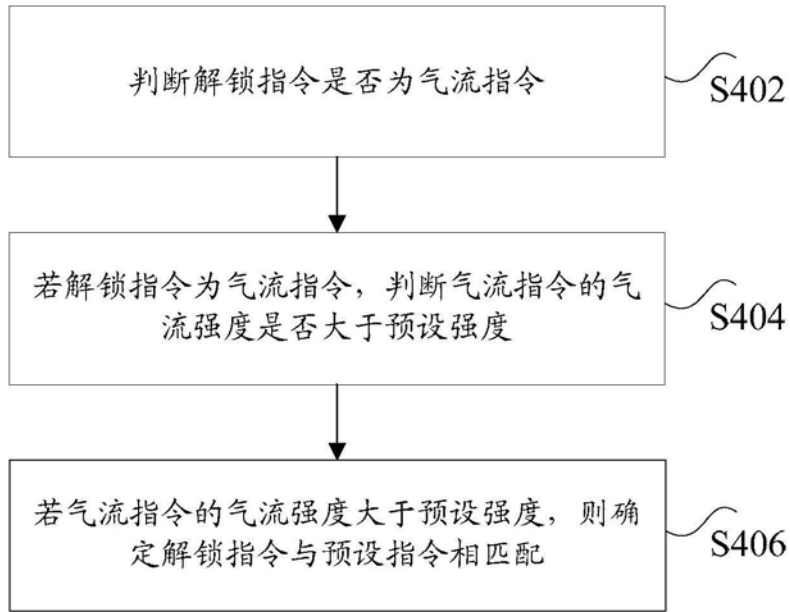 判断解锁指令是否为气流指令
S402
若解锁指令为气流指令，判断气流指令的气
流强度是否大于预设强度
S404
若气流指令的气流强度大于预设强度，则确
定解锁指令与预设指令相匹配
S406